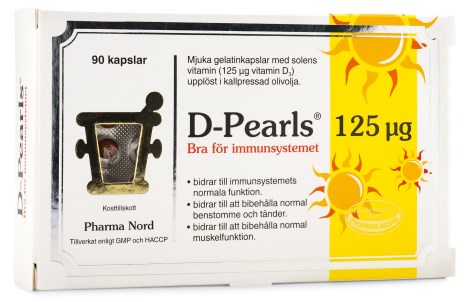 90 kapslar
Mjuka gelatinkapslar med solens
vitamin (125 µg vitamin D₃)
upplöst i kallpressad olivolja.
D-Pearls® 125 µg
Bra för immunsystemet
• bidrar till immunsystemets
normala funktion.
• bidrar till att bibehålla normal
benstomme och tänder.
• bidrar till att bibehålla normal
muskelfunktion.
Kosttillskott
Pharma Nord
Tillverkat enligt GMP och HACCP